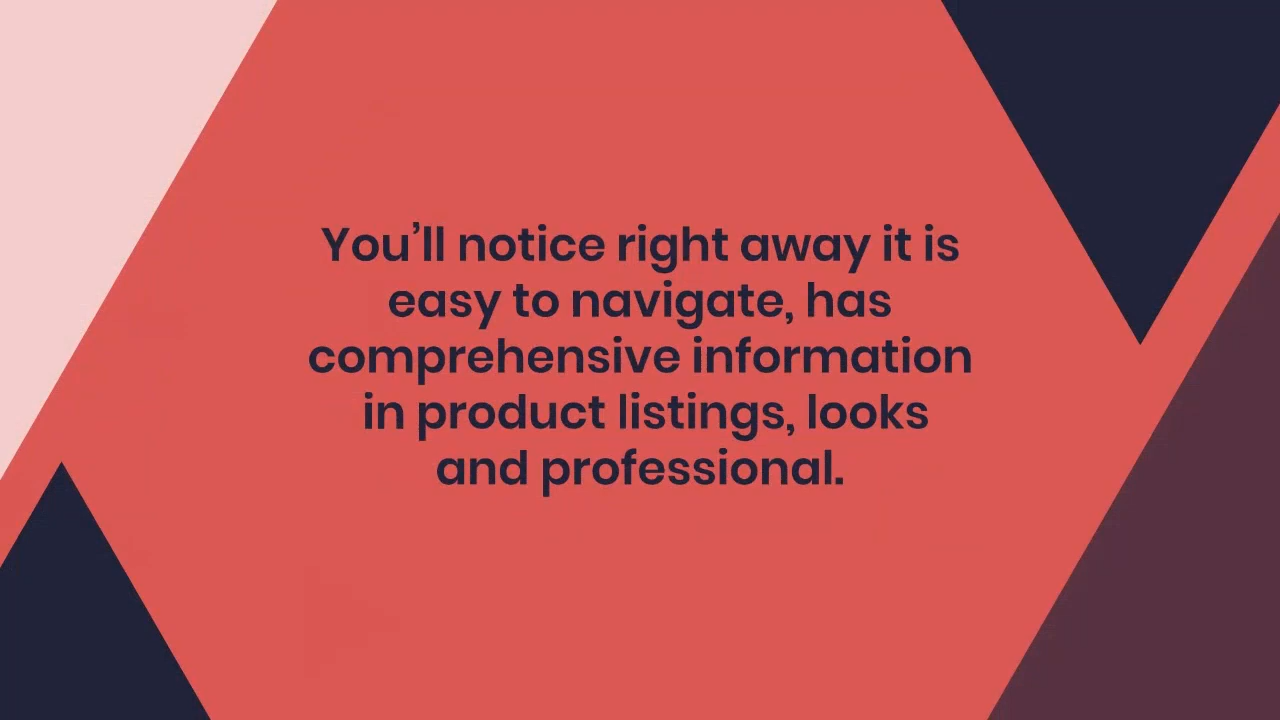 You’ll notice right away it is
easy to navigate, has
comprehensive information
in product listings, looks
and professional.